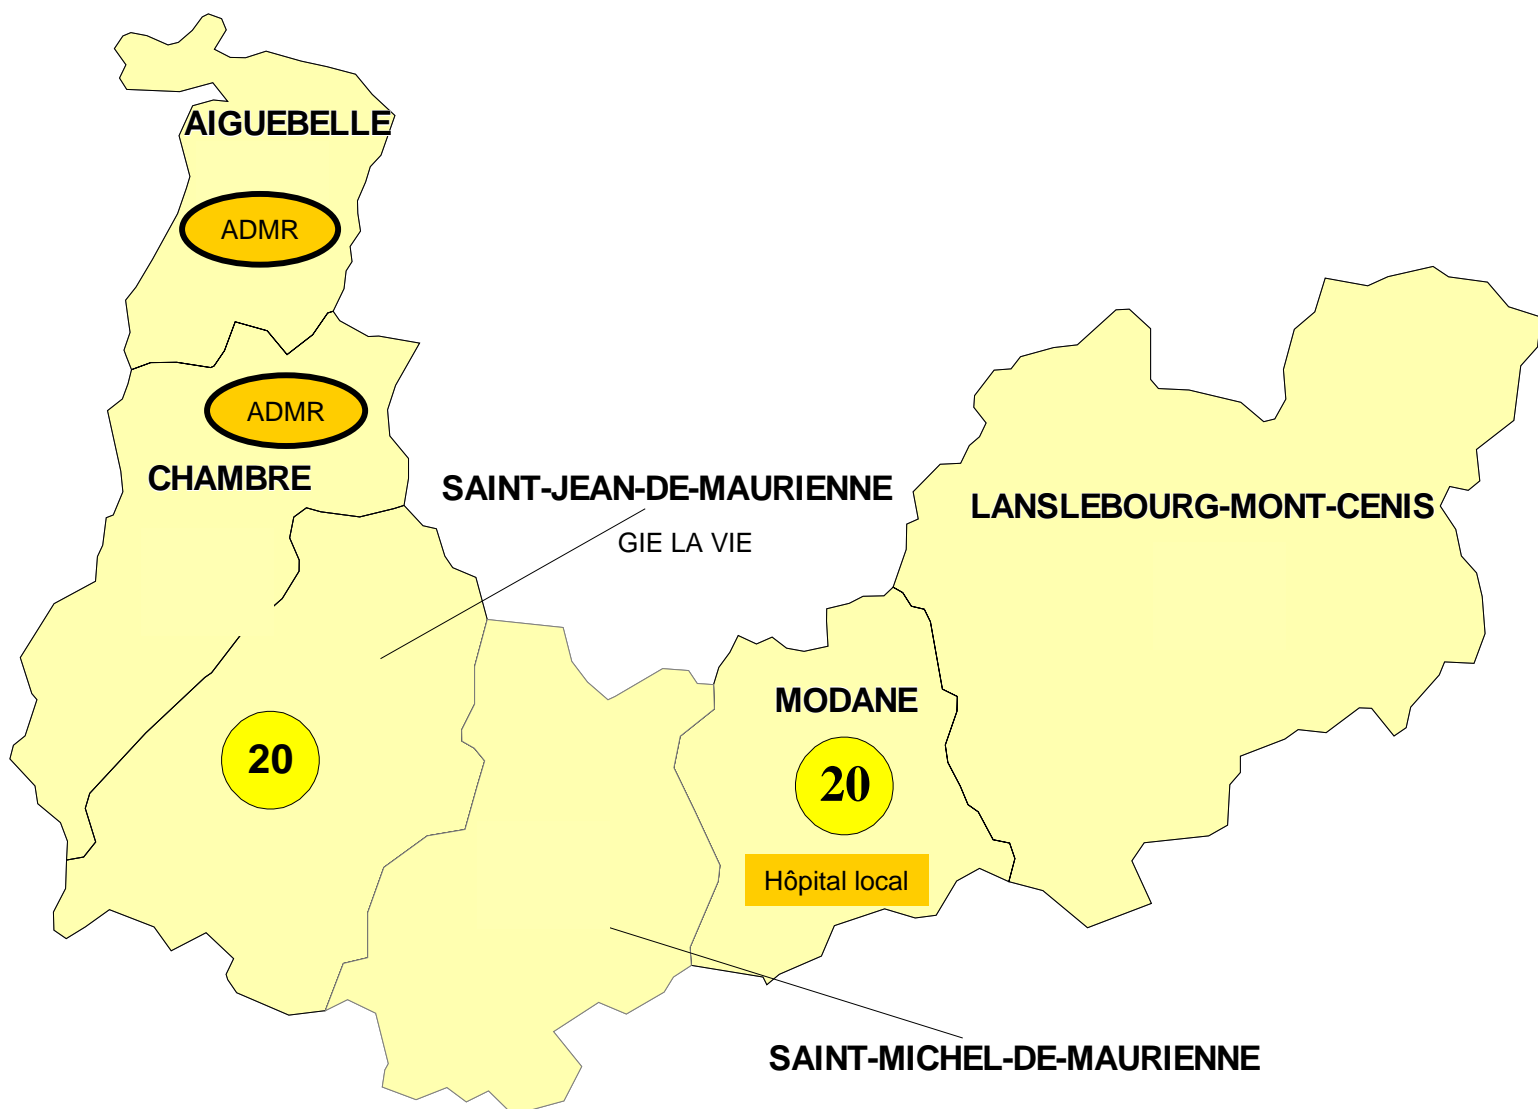 AIGUEBELLE
ADMR
ADMR
CHAMBRE
SAINT-JEAN-DE-MAURIENNE
GIE LA VIE
LANSLEBOURG-MONT-CENIS
MODANE
20
20
Hôpital local
SAINT-MICHEL-DE-MAURIENNE